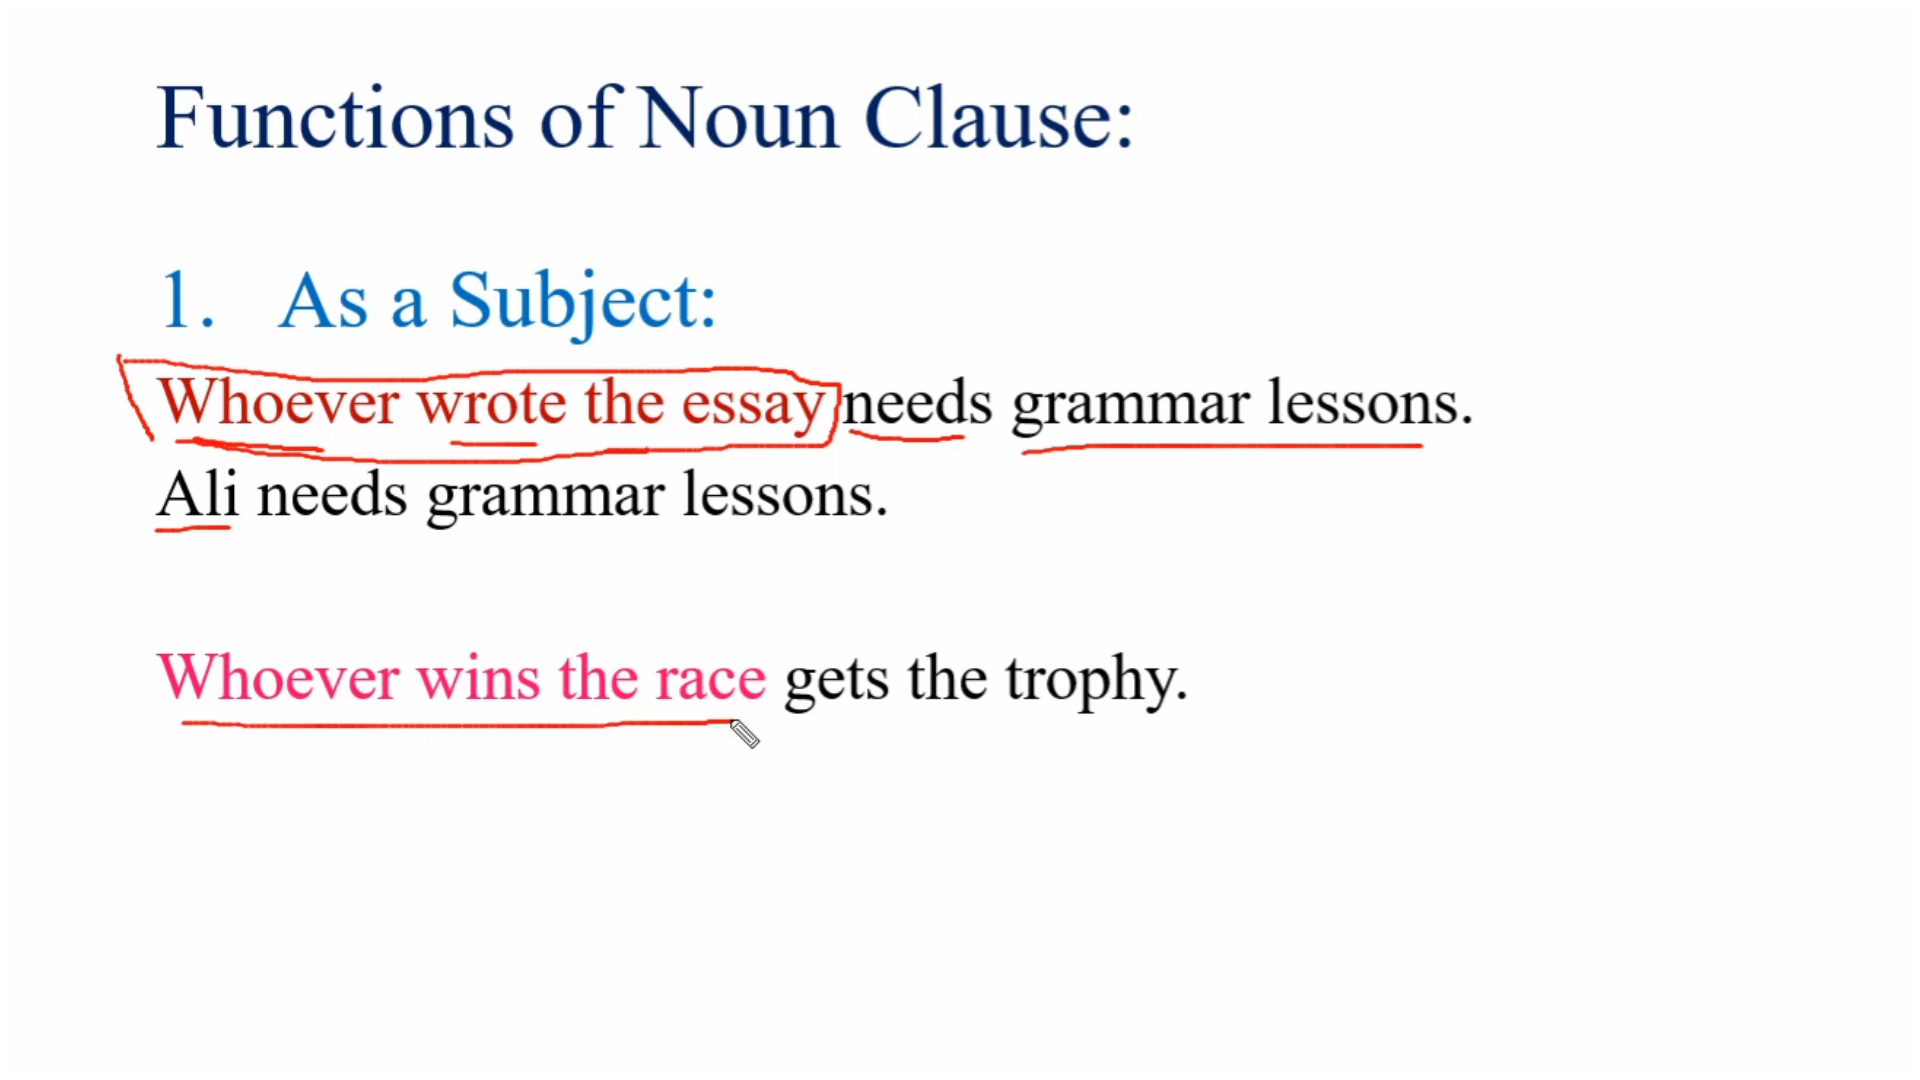 Functions of Noun Clause:
1. As a Subject:
Whoever wrote the essay needs grammar lessons.
Ali needs grammar lessons.
Whoever wins the race gets the trophy.